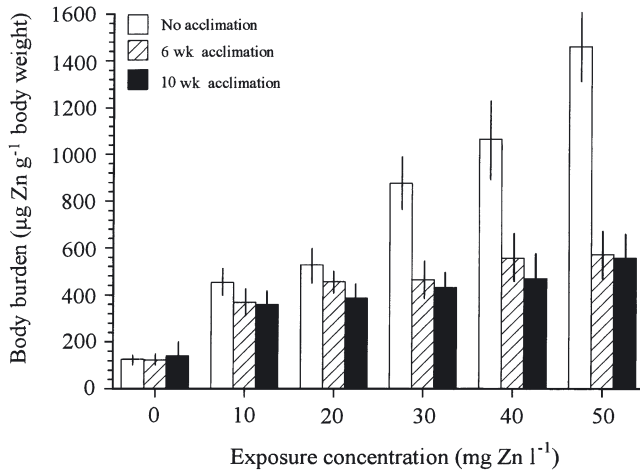 1600
1400
1200
1000
800
600
400
200
0
Body burden (µg Zn g⁻¹ body weight)
No acclimation
6 wk acclimation
10 wk acclimation
0 10 20 30 40 50
Exposure concentration (mg Zn l⁻¹)